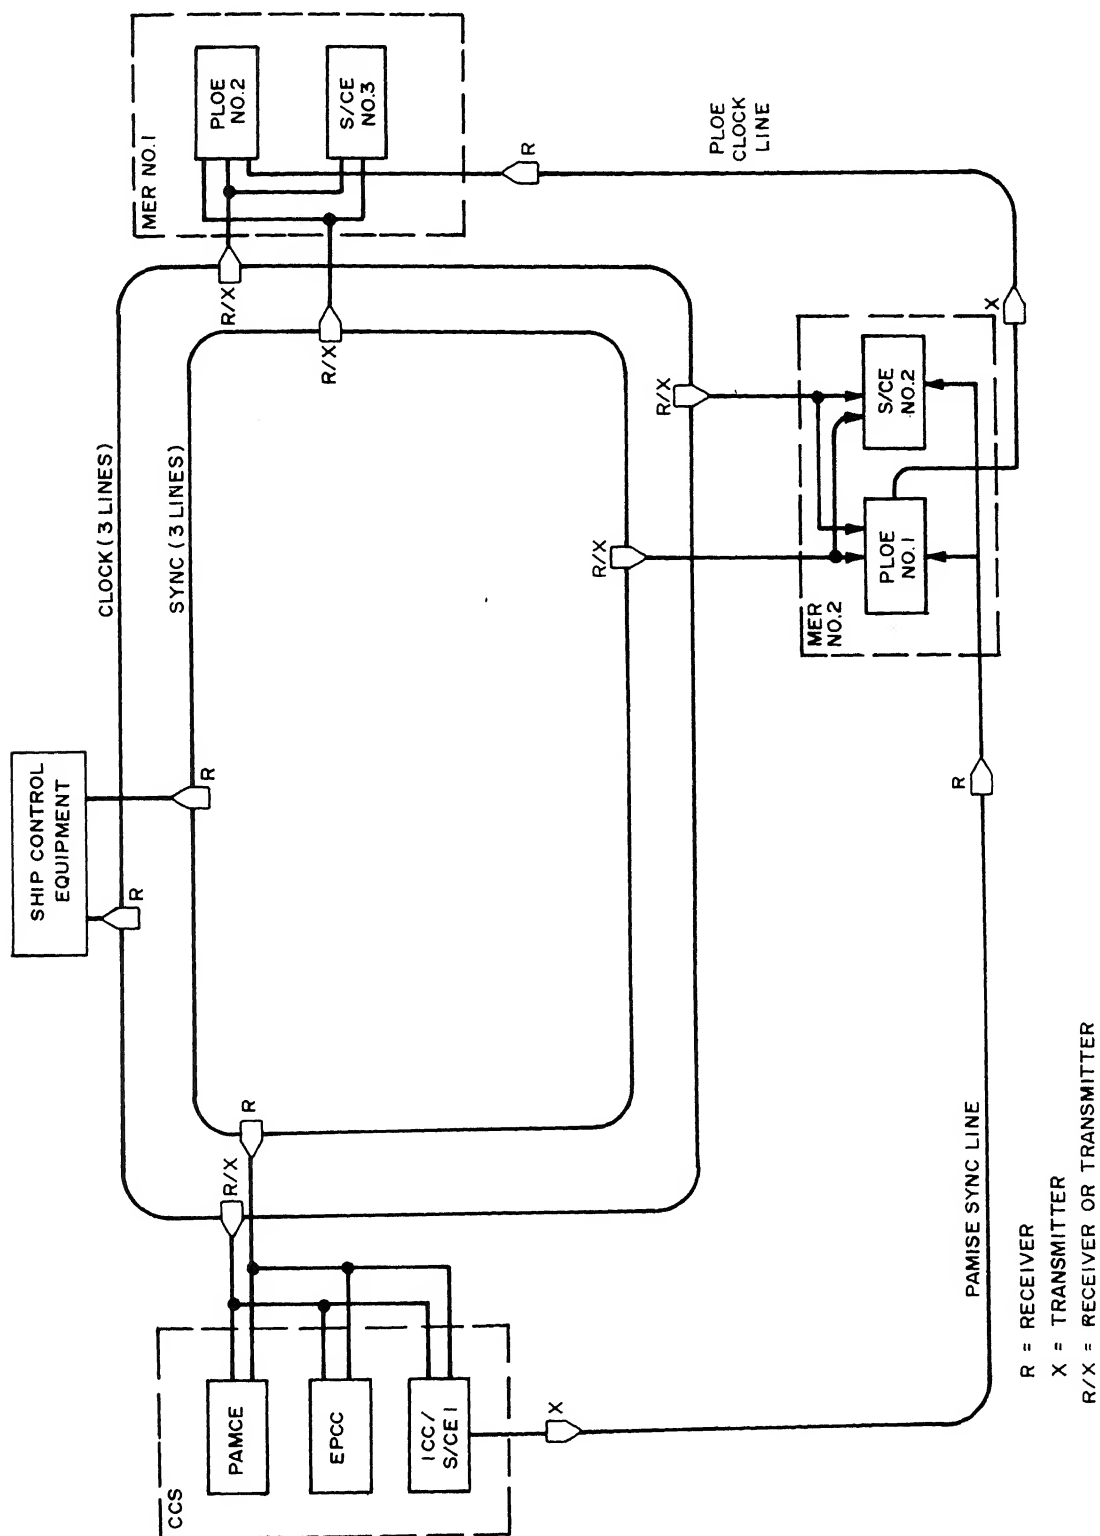 SHIP CONTROL
EQUIPMENT
R
R
CLOCK (3 LINES)
SYNC (3 LINES)
MER NO.1
PLOE
NO.2
S/CE
NO.3
R/X
R/X
R
PLOE
CLOCK
LINE
X
R/X
R/X
MER
NO.2
PLOE
NO.1
S/CE
NO.2
R
CCS
PAMCE
EPCC
ICC/
S/CE 1
R/X
R
X
PAMISE SYNC LINE
R = RECEIVER
X = TRANSMITTER
R/X = RECEIVER OR TRANSMITTER